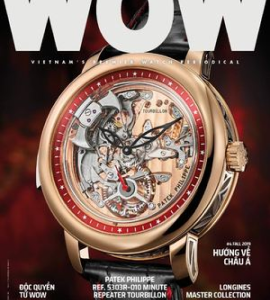 WOW
VIETNAM'S PREMIER WATCH PERIODICAL
TOURBILLON
PATEK PHILIPPE
#4 FALL 2019
HƯỚNG VỀ
CHÂU Á
ĐỘC QUYỀN
TỪ WOW
PATEK PHILIPPE
REF. 5303R-010 MINUTE
REPEATER TOURBILLON
LONGINES
MASTER COLLECTION